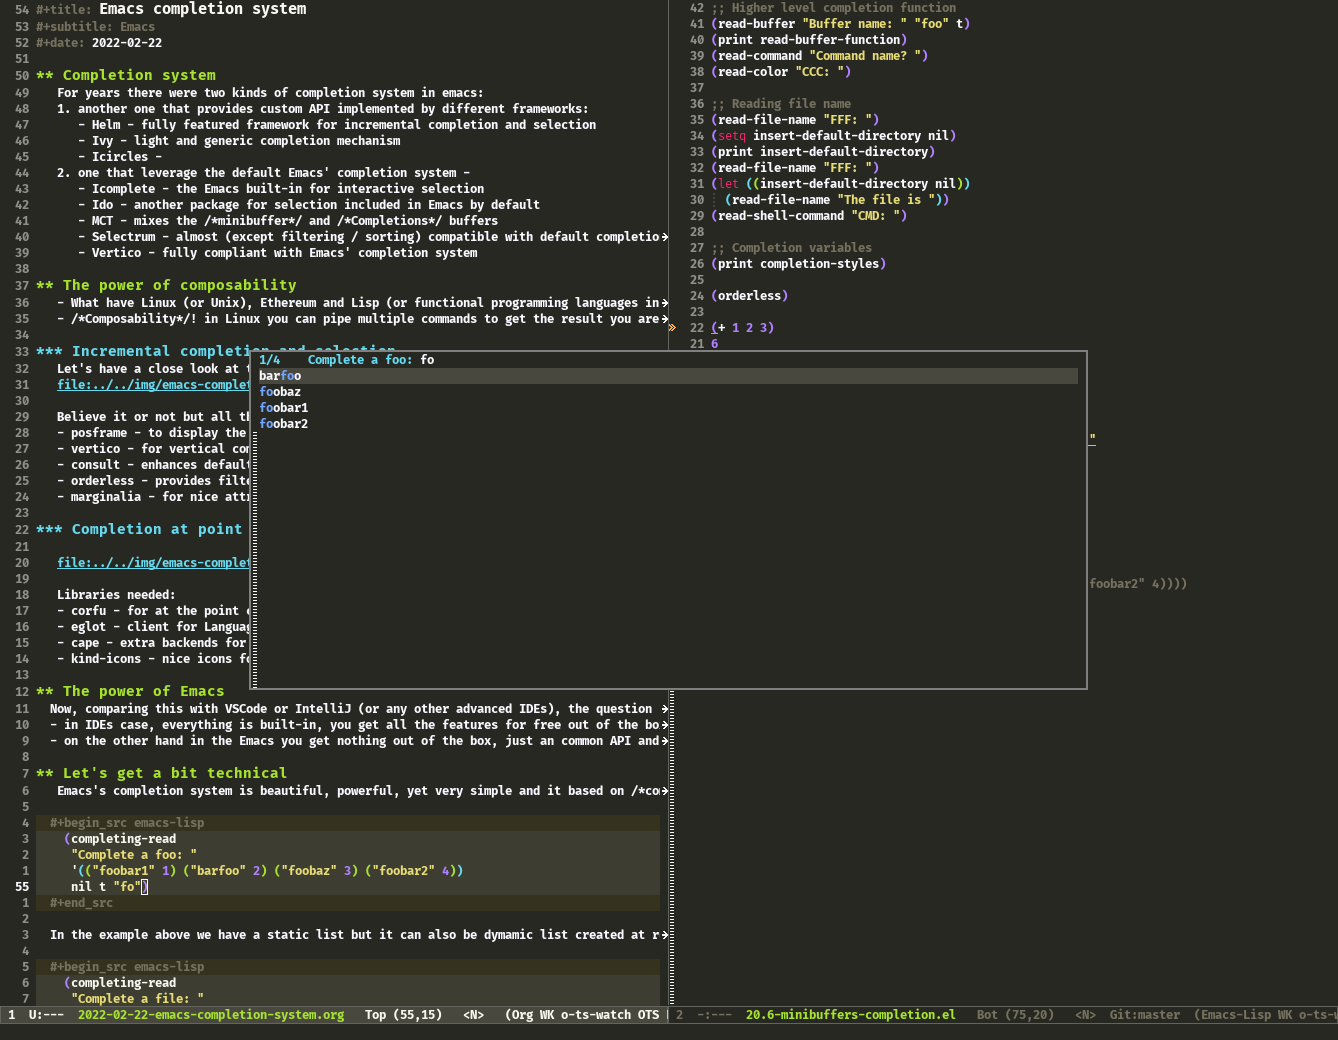 54 #+title: Emacs completion system
53 #+subtitle: Emacs
52 #+date: 2022-02-22
51
50 ** Completion system
49 For years there were two kinds of completion system in emacs:
48 1. another one that provides custom API implemented by different frameworks:
47 - Helm - fully featured framework for incremental completion and selection
46 - Ivy - light and generic completion mechanism
45 - Icircles -
44 2. one that leverage the default Emacs' completion system -
43 - Icomplete - the Emacs built-in for interactive selection
42 - Ido - another package for selection included in Emacs by default
41 - MCT - mixes the /*minibuffer*/ and /*Completions*/ buffers
40 - Selectrum - almost (except filtering / sorting) compatible with default completio
39 - Vertico - fully compliant with Emacs' completion system
38
37 ** The power of composability
36 - What have Linux (or Unix), Ethereum and Lisp (or functional programming languages in
35 - /*Composability*/! in Linux you can pipe multiple commands to get the result you are
34
33 *** Incremental completion and selection
32 Let's have a close look at t
31 file:../../img/emacs-complet
30
29 Believe it or not but all th
28 - posframe - to display the
27 - vertico - for vertical com
26 - consult - enhances default
25 - orderless - provides filte
24 - marginalia - for nice att
23
22 *** Completion at point
21
20 file:../../img/emacs-complet
19
18 Libraries needed:
17 - corfu - for at the point c
16 - eglot - client for Languag
15 - cape - extra backends for
14 - kind-icons - nice icons fo
13
12 ** The power of Emacs
11 Now, comparing this with VSCode or IntelliJ (or any other advanced IDEs), the question
10 - in IDEs case, everything is built-in, you get all the features for free out of the bo
9 - on the other hand in the Emacs you get nothing out of the box, just an common API and
8
7 ** Let's get a bit technical
6 Emacs's completion system is beautiful, powerful, yet very simple and it based on /*co
5
4 #+begin_src emacs-lisp
3 (completing-read
2 "Complete a foo: "
1 '(("foobar1" 1) ("barfoo" 2) ("foobaz" 3) ("foobar2" 4))
55 nil t "fo")
1 #+end_src
2
3 In the example above we have a static list but it can also be dymamic list created at r
4
5 #+begin_src emacs-lisp
6 (completing-read
7 "Complete a file: "
1 U:--- 2022-02-22-emacs-completion-system.org Top (55,15) <N> (Org WK o-ts-watch OTS
42 ;; Higher level completion function
41 (read-buffer "Buffer name: " "foo" t)
40 (print read-buffer-function)
39 (read-command "Command name? ")
38 (read-color "CCC: ")
37
36 ;; Reading file name
35 (read-file-name "FFF: ")
34 (setq insert-default-directory nil)
33 (print insert-default-directory)
32 (read-file-name "FFF: ")
31 (let ((insert-default-directory nil))
30 (read-file-name "The file is "))
29 (read-shell-command "CMD: ")
28
27 ;; Completion variables
26 (print completion-styles)
25
24 (orderless)
23
22 (+ 1 2 3)
21 6
"
foobar2" 4))))
2 -:--- 20.6-minibuffers-completion.el Bot (75,20) <N> Git:master (Emacs-Lisp WK o-ts-w
1/4 Complete a foo: fo
barfoo
foobaz
foobar1
foobar2